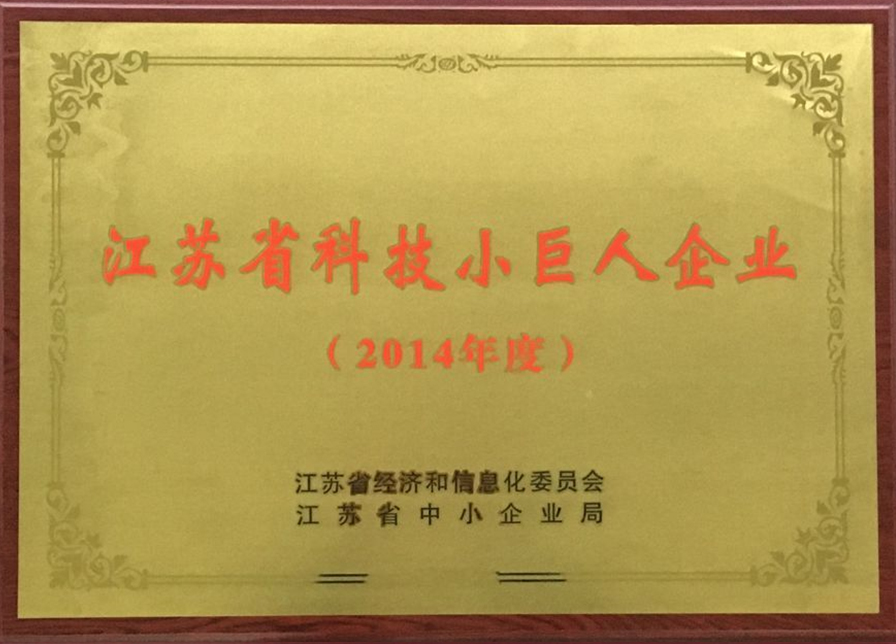 江苏省科技小巨人企业
（2014年度）
江苏省经济和信息化委员会
江苏省中小企业局